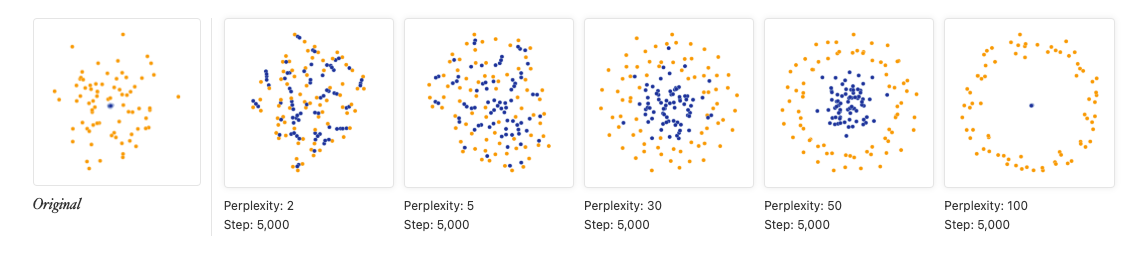 Original
Perplexity: 2
Step: 5,000
Perplexity: 5
Step: 5,000
Perplexity: 30
Step: 5,000
Perplexity: 50
Step: 5,000
Perplexity: 100
Step: 5,000